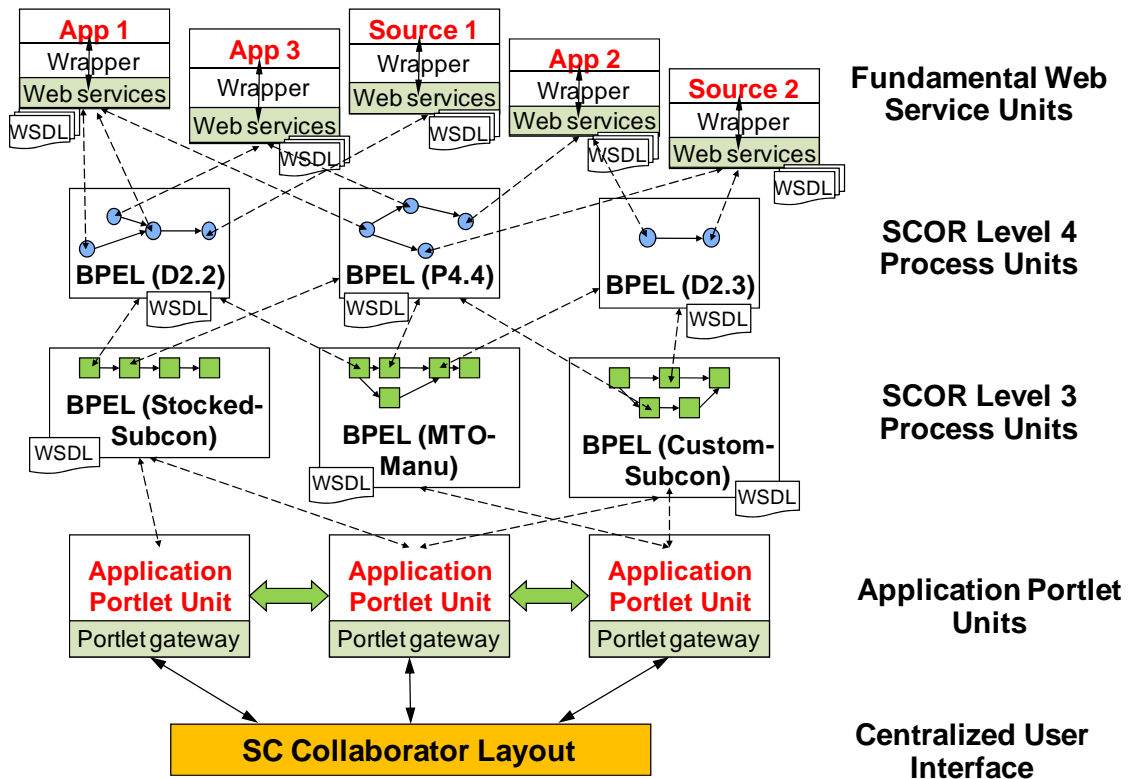 App 1
Wrapper
Web services
WSDL
App 3
Wrapper
Web services
WSDL
Source 1
Wrapper
Web services
WSDL
App 2
Wrapper
Web services
WSDL
Source 2
Wrapper
Web services
WSDL
Fundamental Web
Service Units
BPEL (D2.2)
WSDL
BPEL (P4.4)
WSDL
BPEL (D2.3)
WSDL
SCOR Level 4
Process Units
BPEL (Stocked-
Subcon)
WSDL
BPEL (MTO-
Manu)
WSDL
BPEL (Custom-
Subcon)
WSDL
SCOR Level 3
Process Units
Application
Portlet Unit
Portlet gateway
Application
Portlet Unit
Portlet gateway
Application
Portlet Unit
Portlet gateway
Application Portlet
Units
SC Collaborator Layout
Centralized User
Interface